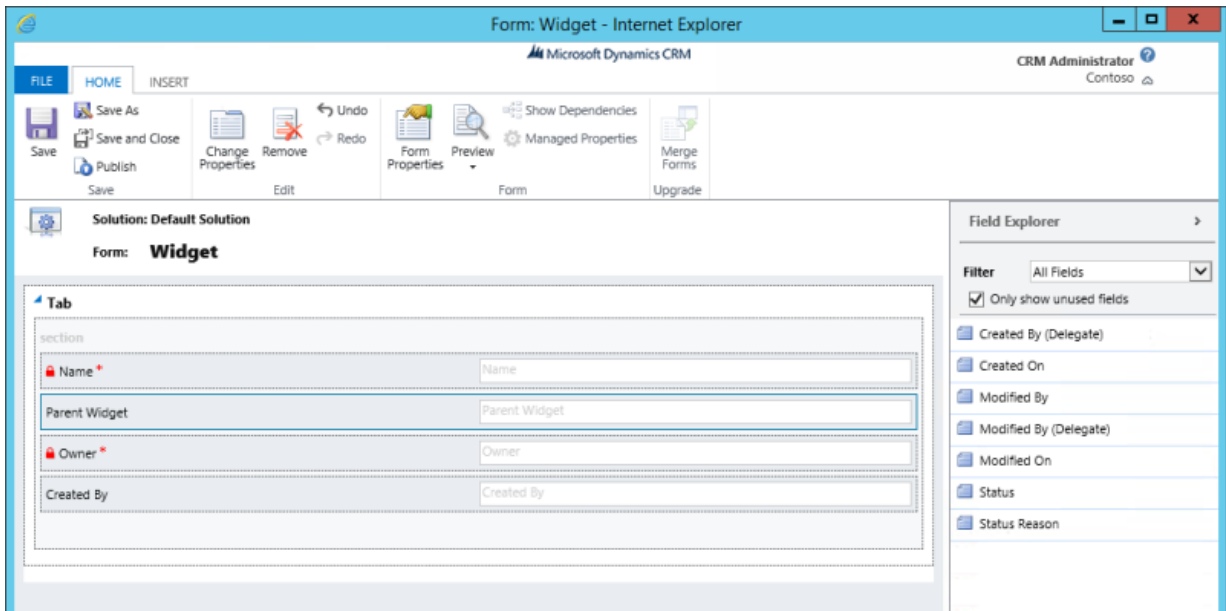 Form: Widget - Internet Explorer
Microsoft Dynamics CRM
CRM Administrator
Contoso
FILE HOME INSERT
Save
Save As
Save and Close
Publish
Save
Change Properties
Remove
Undo
Redo
Edit
Form Properties
Preview
Show Dependencies
Managed Properties
Form
Merge Forms
Upgrade
Solution: Default Solution
Form: Widget
Tab
section
Name * Name
Parent Widget Parent Widget
Owner * Owner
Created By Created By
Field Explorer
Filter All Fields
Only show unused fields
Created By (Delegate)
Created On
Modified By
Modified By (Delegate)
Modified On
Status
Status Reason